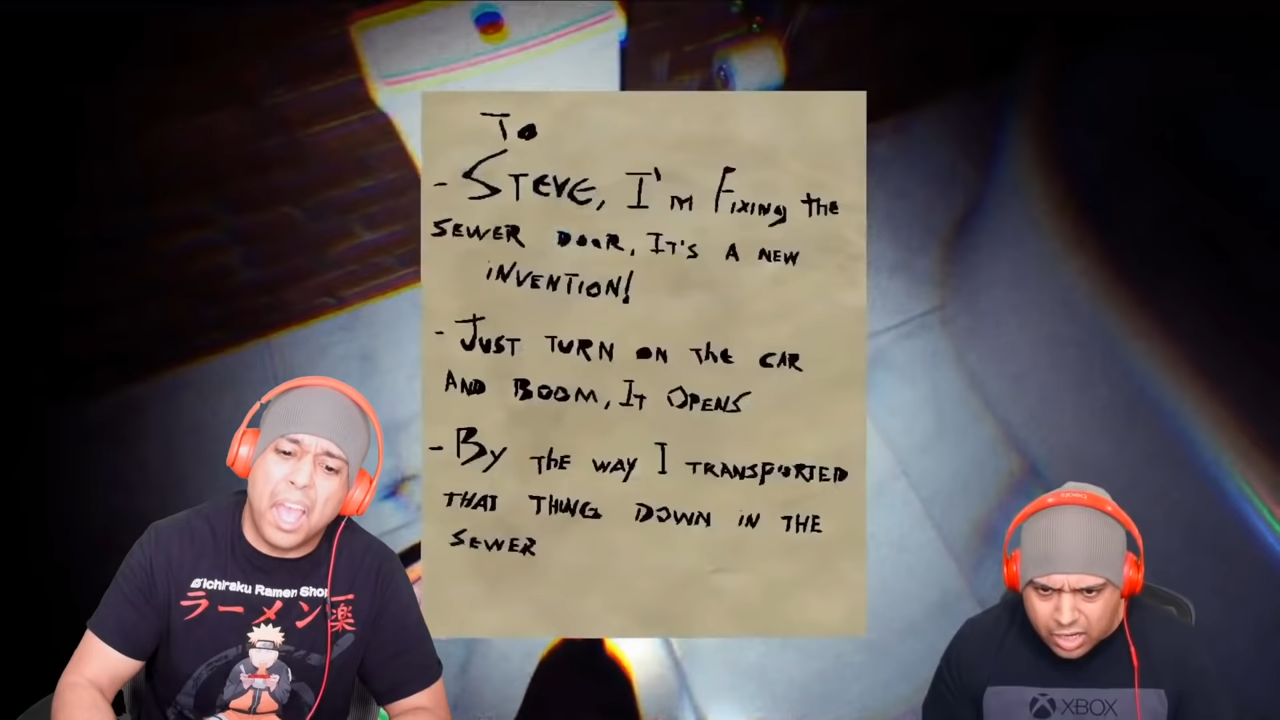 To
- STEVE, I'm Fixing the
SEWER DOOR, IT'S A NEW
iNVENTION!
- JUST TURN ON The CAR
AND BOOM, IT OPENS
- By The WAY I TRANSPORTED
THAT THING DOWN iN THE
SEWER
@Ichiraku Ramen Shop
ラーメン一楽
beats
XBOX